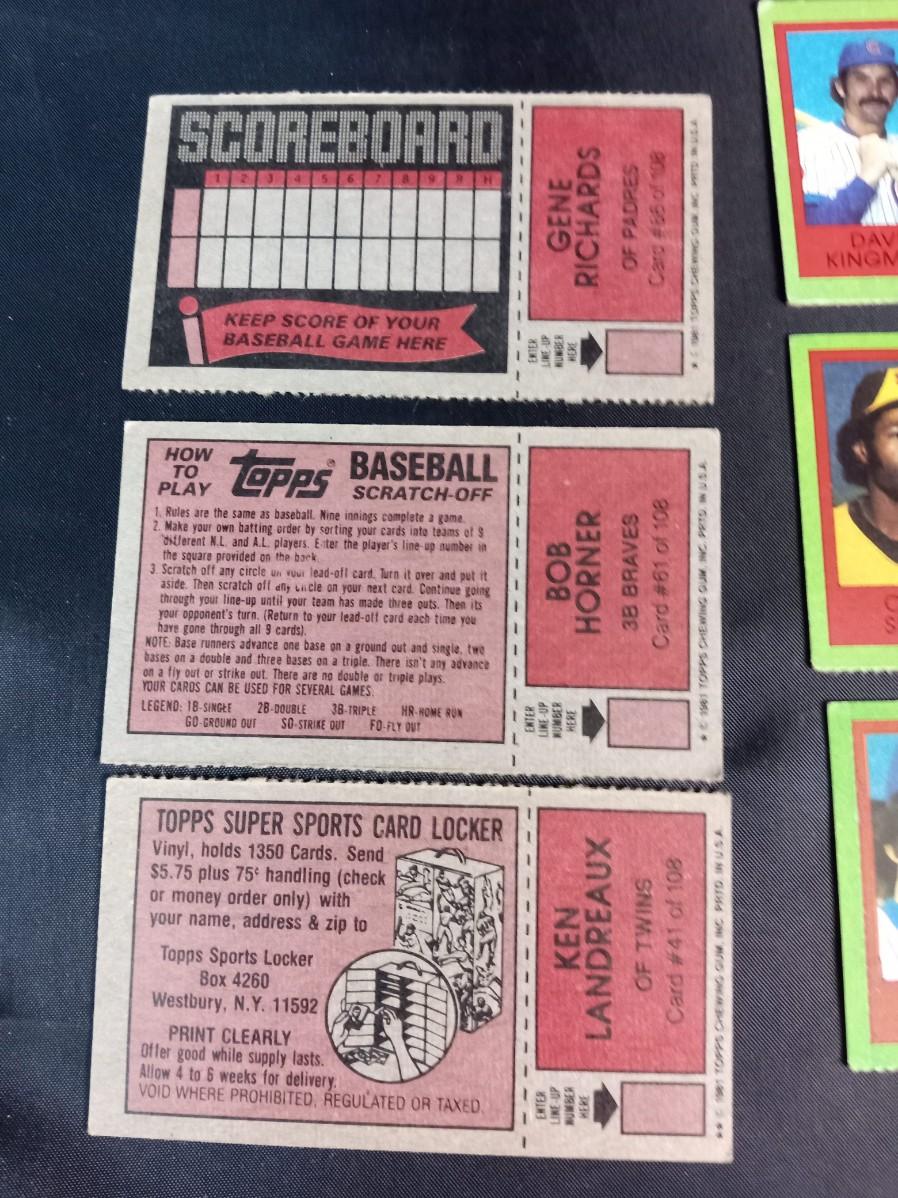 SCOREBOARD
1 2 3 4 5 6 7 8 9 R H
KEEP SCORE OF YOUR
BASEBALL GAME HERE
GENE
RICHARDS
OF PADRES
of 108
ENTER
LINE-UP
NUMBER
HERE
* © 1981 TOPPS CHEWING GUM, INC. PRTD. IN U.S.A.
HOW
TO
PLAY
Topps® BASEBALL
SCRATCH-OFF
1. Rules are the same as baseball. Nine innings complete a game.
2. Make your own batting order by sorting your cards into teams of 9
different N.L. and A.L. players. Enter the player's line-up number in
the square provided on the back.
3. Scratch off any circle on your lead-off card. Turn it over and put it
aside. Then scratch off any circle on your next card. Continue going
through your line-up until your team has made three outs. Then its
your opponent's turn. (Return to your lead-off card each time you
have gone through all 9 cards).
NOTE: Base runners advance one base on a ground out and single, two
bases on a double and three bases on a triple. There isn't any advance
on a fly out or strike out. There are no double or triple plays.
YOUR CARDS CAN BE USED FOR SEVERAL GAMES.
LEGEND: 1B-SINGLE 2B-DOUBLE 3B-TRIPLE HR-HOME RUN
GO-GROUND OUT SO-STRIKE OUT FO-FLY OUT
BOB
HORNER
3B BRAVES
Card #61 of 108
ENTER
LINE-UP
NUMBER
HERE
* © 1981 TOPPS CHEWING GUM, INC. PRTD. IN U.S.A.
TOPPS SUPER SPORTS CARD LOCKER
Vinyl, holds 1350 Cards. Send
$5.75 plus 75¢ handling (check
or money order only) with
your name, address & zip to
Topps Sports Locker
Box 4260
Westbury, N.Y. 11592
PRINT CLEARLY
Offer good while supply lasts.
Allow 4 to 6 weeks for delivery.
VOID WHERE PROHIBITED, REGULATED OR TAXED.
KEN
LANDREAUX
OF TWINS
Card #41 of 108
ENTER
LINE-UP
NUMBER
HERE
** © 1981 TOPPS CHEWING GUM, INC. PRTD. IN U.S.A.
DAV
KINGM
O
S